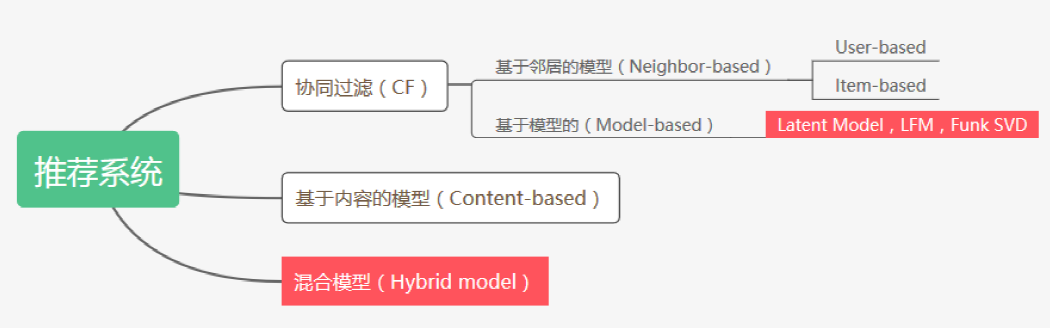 推荐系统
协同过滤（CF）
基于邻居的模型（Neighbor-based）
User-based
Item-based
基于模型的（Model-based）
Latent Model，LFM，Funk SVD
基于内容的模型（Content-based）
混合模型（Hybrid model）